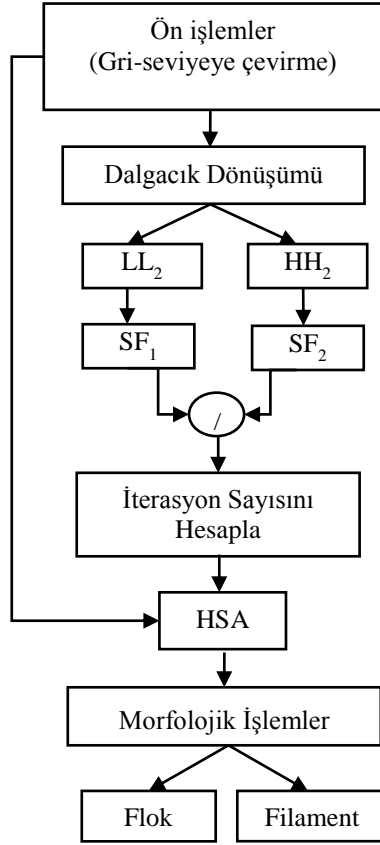 Ön işlemler
(Gri-seviyeye çevirme)
Dalgacık Dönüşümü
LL₂
HH₂
SF₁
SF₂
/
İterasyon Sayısını
Hesapla
HSA
Morfolojik İşlemler
Flok
Filament